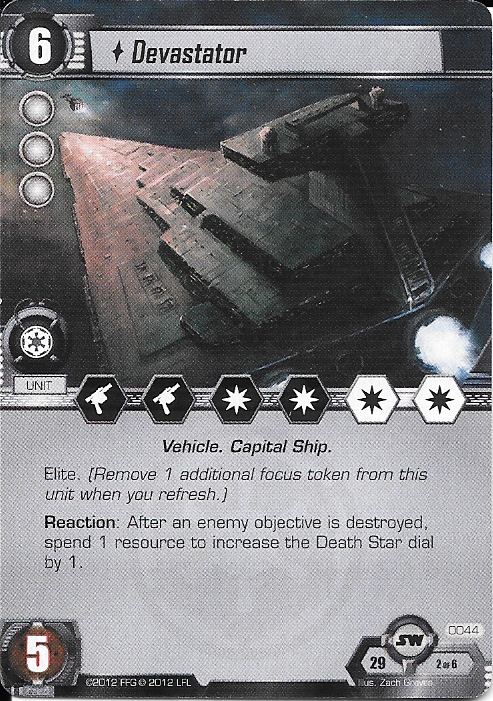 6
Devastator
UNIT
Vehicle. Capital Ship.
Elite. (Remove 1 additional focus token from this
unit when you refresh.)
Reaction: After an enemy objective is destroyed,
spend 1 resource to increase the Death Star dial
by 1.
5
©2012 FFG © 2012 LFL
SW
0044
29
2 of 6
Illus. Zach Graves